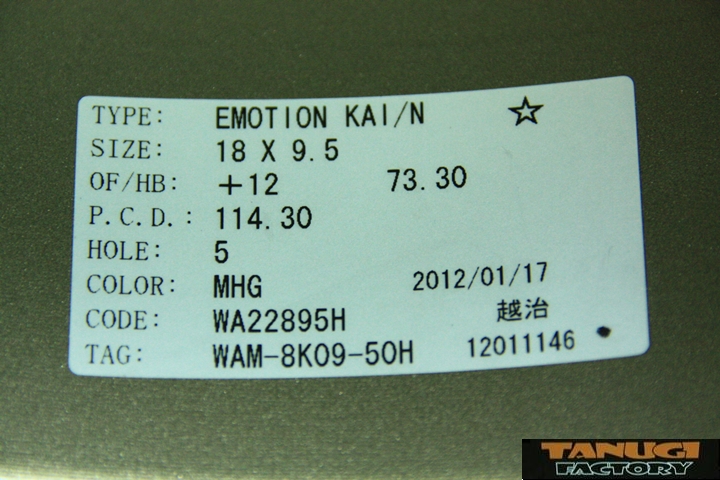 TYPE: EMOTION KAI/N ☆
SIZE: 18 X 9.5
OF/HB: +12 73.30
P.C.D.: 114.30
HOLE: 5
COLOR: MHG 2012/01/17
CODE: WA22895H 越治
TAG: WAM-8K09-50H 12011146
TANUGI
FACTORY